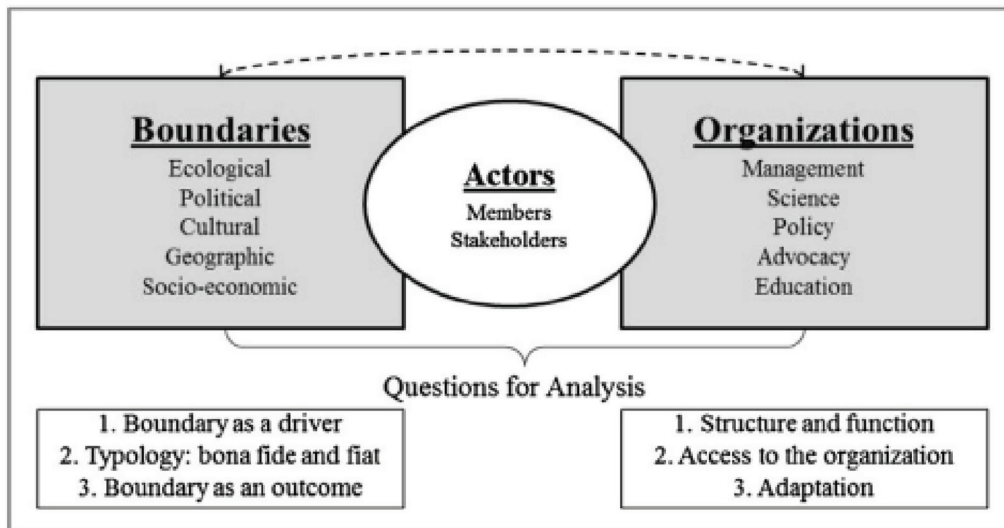 Boundaries
Ecological
Political
Cultural
Geographic
Socio-economic
Actors
Members
Stakeholders
Organizations
Management
Science
Policy
Advocacy
Education
Questions for Analysis
1. Boundary as a driver
2. Typology: bona fide and fiat
3. Boundary as an outcome
1. Structure and function
2. Access to the organization
3. Adaptation